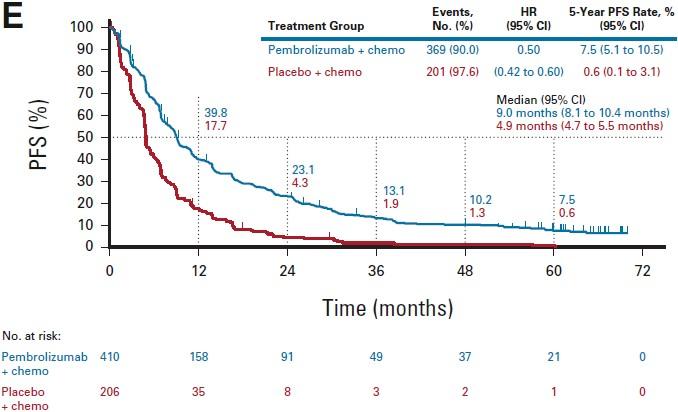 E
Treatment Group Events, No. (%) HR (95% CI) 5-Year PFS Rate, % (95% CI)
Pembrolizumab + chemo 369 (90.0) 0.50 7.5 (5.1 to 10.5)
Placebo + chemo 201 (97.6) (0.42 to 0.60) 0.6 (0.1 to 3.1)
Median (95% CI)
9.0 months (8.1 to 10.4 months)
4.9 months (4.7 to 5.5 months)
PFS (%)
100
90
80
70
60
50
40
30
20
10
0
39.8
17.7
23.1
4.3
13.1
1.9
10.2
1.3
7.5
0.6
0 12 24 36 48 60 72
Time (months)
No. at risk:
Pembrolizumab 410 158 91 49 37 21 0
+ chemo
Placebo 206 35 8 3 2 1 0
+ chemo